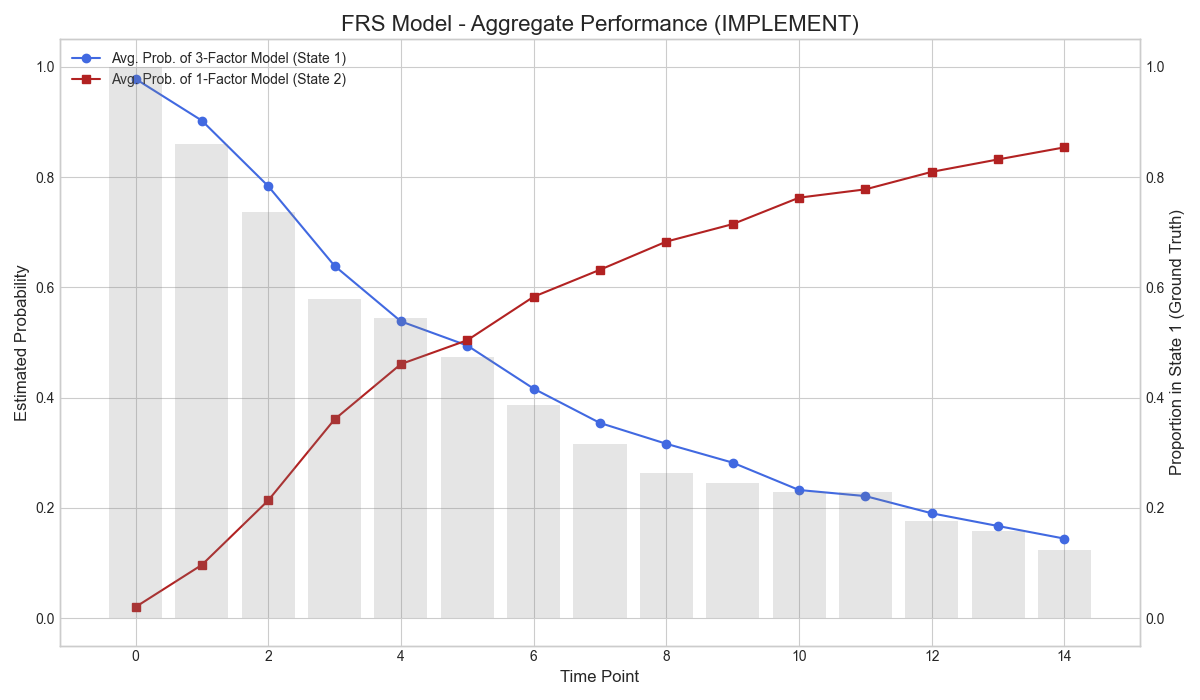 FRS Model - Aggregate Performance (IMPLEMENT)
Avg. Prob. of 3-Factor Model (State 1)
Avg. Prob. of 1-Factor Model (State 2)
Estimated Probability
1.0
0.8
0.6
0.4
0.2
0.0
1.0
0.8
0.6
0.4
0.2
0.0
Proportion in State 1 (Ground Truth)
0 2 4 6 8 10 12 14
Time Point